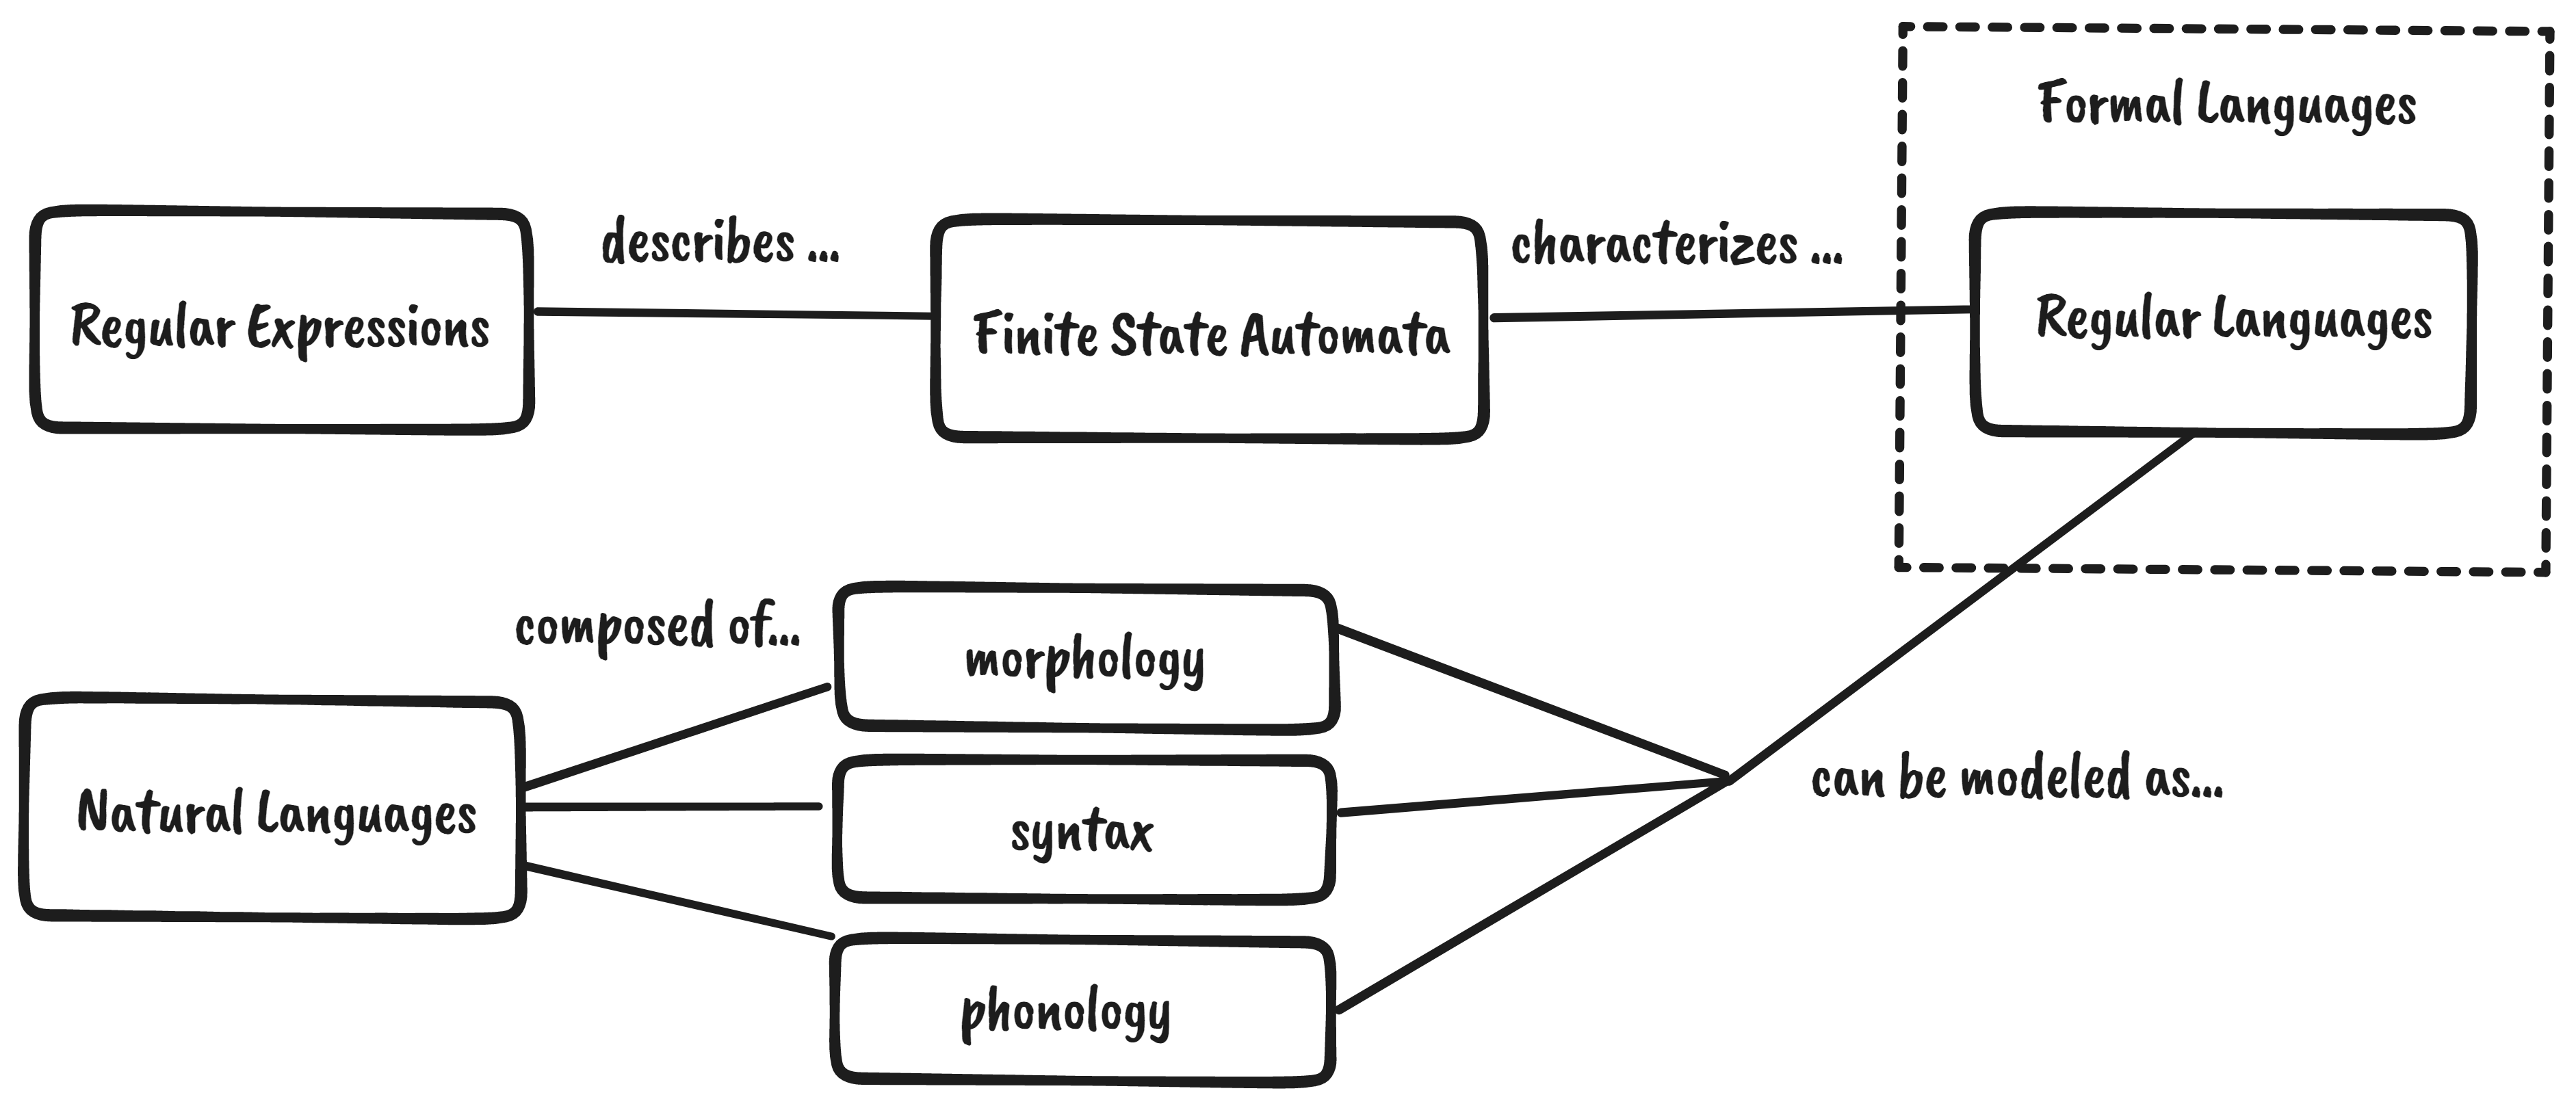 Formal Languages
Regular Expressions
describes ...
Finite State Automata
characterizes ...
Regular Languages
Natural Languages
composed of...
morphology
syntax
phonology
can be modeled as...